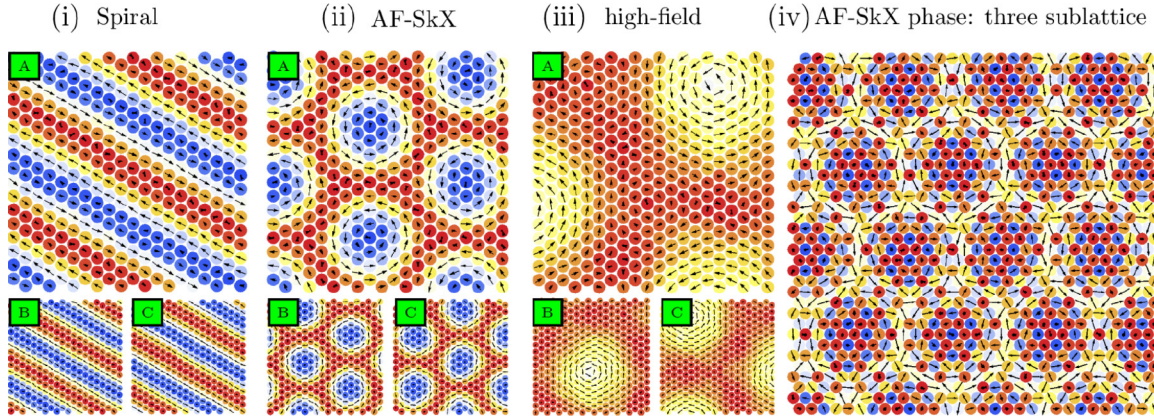 (i) Spiral
(ii) AF-SkX
(iii) high-field
(iv) AF-SkX phase: three sublattice
A
A
A
B
C
B
C
B
C